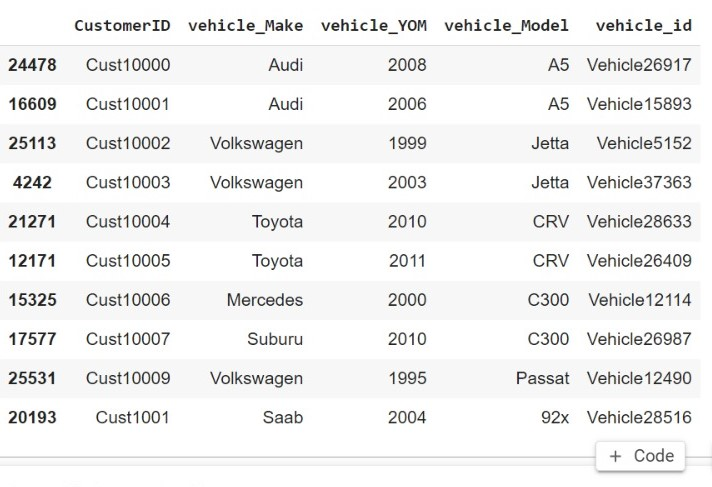 CustomerID vehicle_Make vehicle_YOM vehicle_Model vehicle_id
24478 Cust10000 Audi 2008 A5 Vehicle26917
16609 Cust10001 Audi 2006 A5 Vehicle15893
25113 Cust10002 Volkswagen 1999 Jetta Vehicle5152
4242 Cust10003 Volkswagen 2003 Jetta Vehicle37363
21271 Cust10004 Toyota 2010 CRV Vehicle28633
12171 Cust10005 Toyota 2011 CRV Vehicle26409
15325 Cust10006 Mercedes 2000 C300 Vehicle12114
17577 Cust10007 Suburu 2010 C300 Vehicle26987
25531 Cust10009 Volkswagen 1995 Passat Vehicle12490
20193 Cust1001 Saab 2004 92x Vehicle28516
+ Code